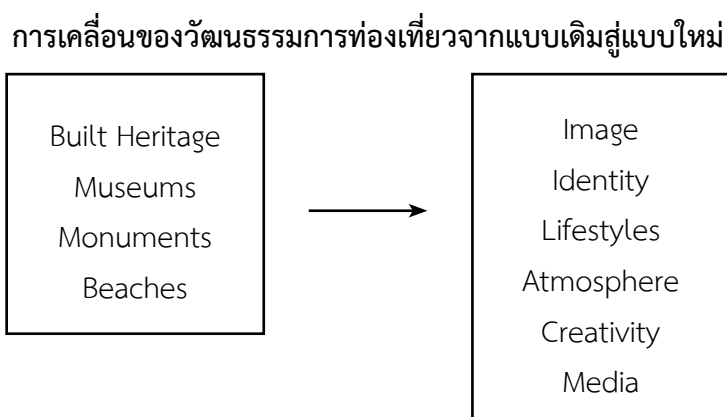 การเคลื่อนของวัฒนธรรมการท่องเที่ยวจากแบบเดิมสู่แบบใหม่
Built Heritage
Museums
Monuments
Beaches
Image
Identity
Lifestyles
Atmosphere
Creativity
Media